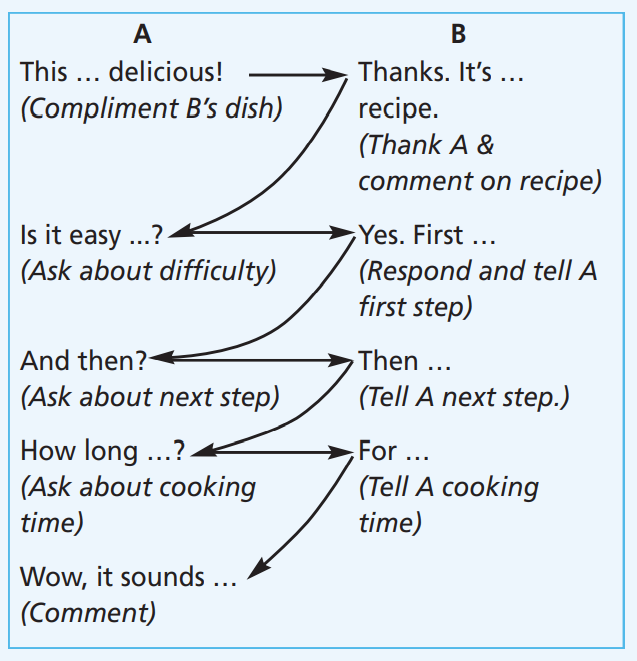 A
B
This … delicious!
(Compliment B’s dish)
Thanks. It’s …
recipe.
(Thank A &
comment on recipe)
Is it easy ...?
(Ask about difficulty)
Yes. First …
(Respond and tell A
first step)
And then?
(Ask about next step)
Then …
(Tell A next step.)
How long …?
(Ask about cooking
time)
For …
(Tell A cooking
time)
Wow, it sounds …
(Comment)